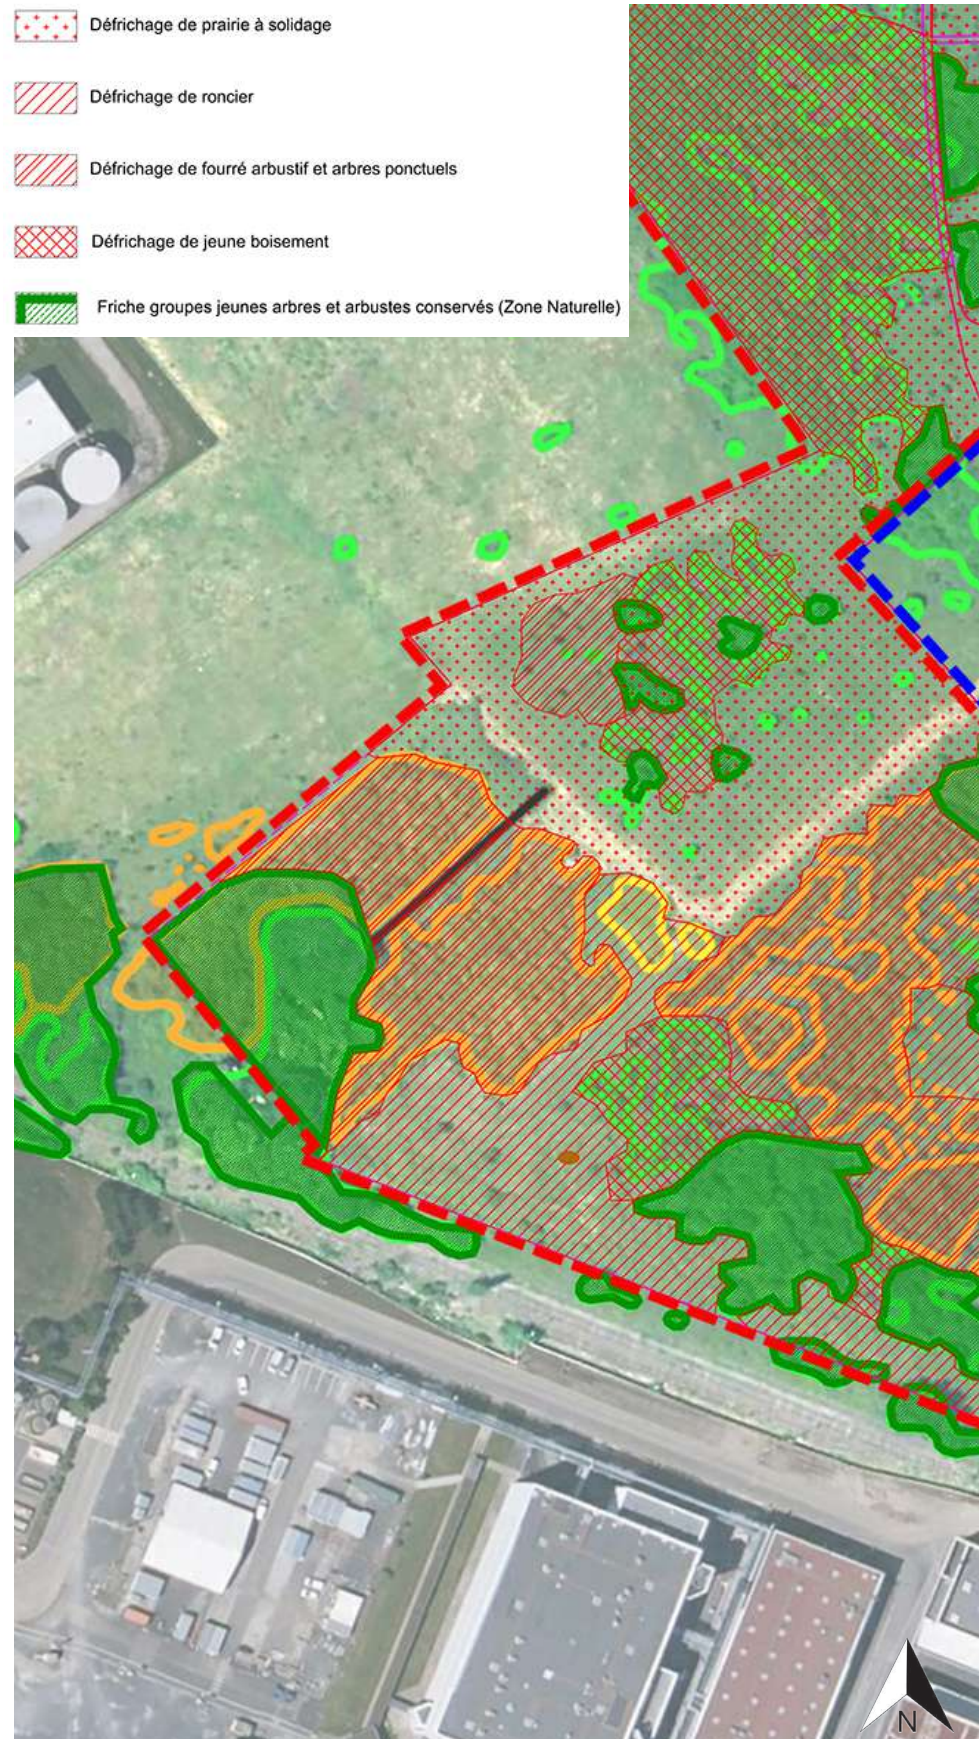 Défrichage de prairie à solidage
Défrichage de roncier
Défrichage de fourré arbustif et arbres ponctuels
Défrichage de jeune boisement
Friche groupes jeunes arbres et arbustes conservés (Zone Naturelle)
N